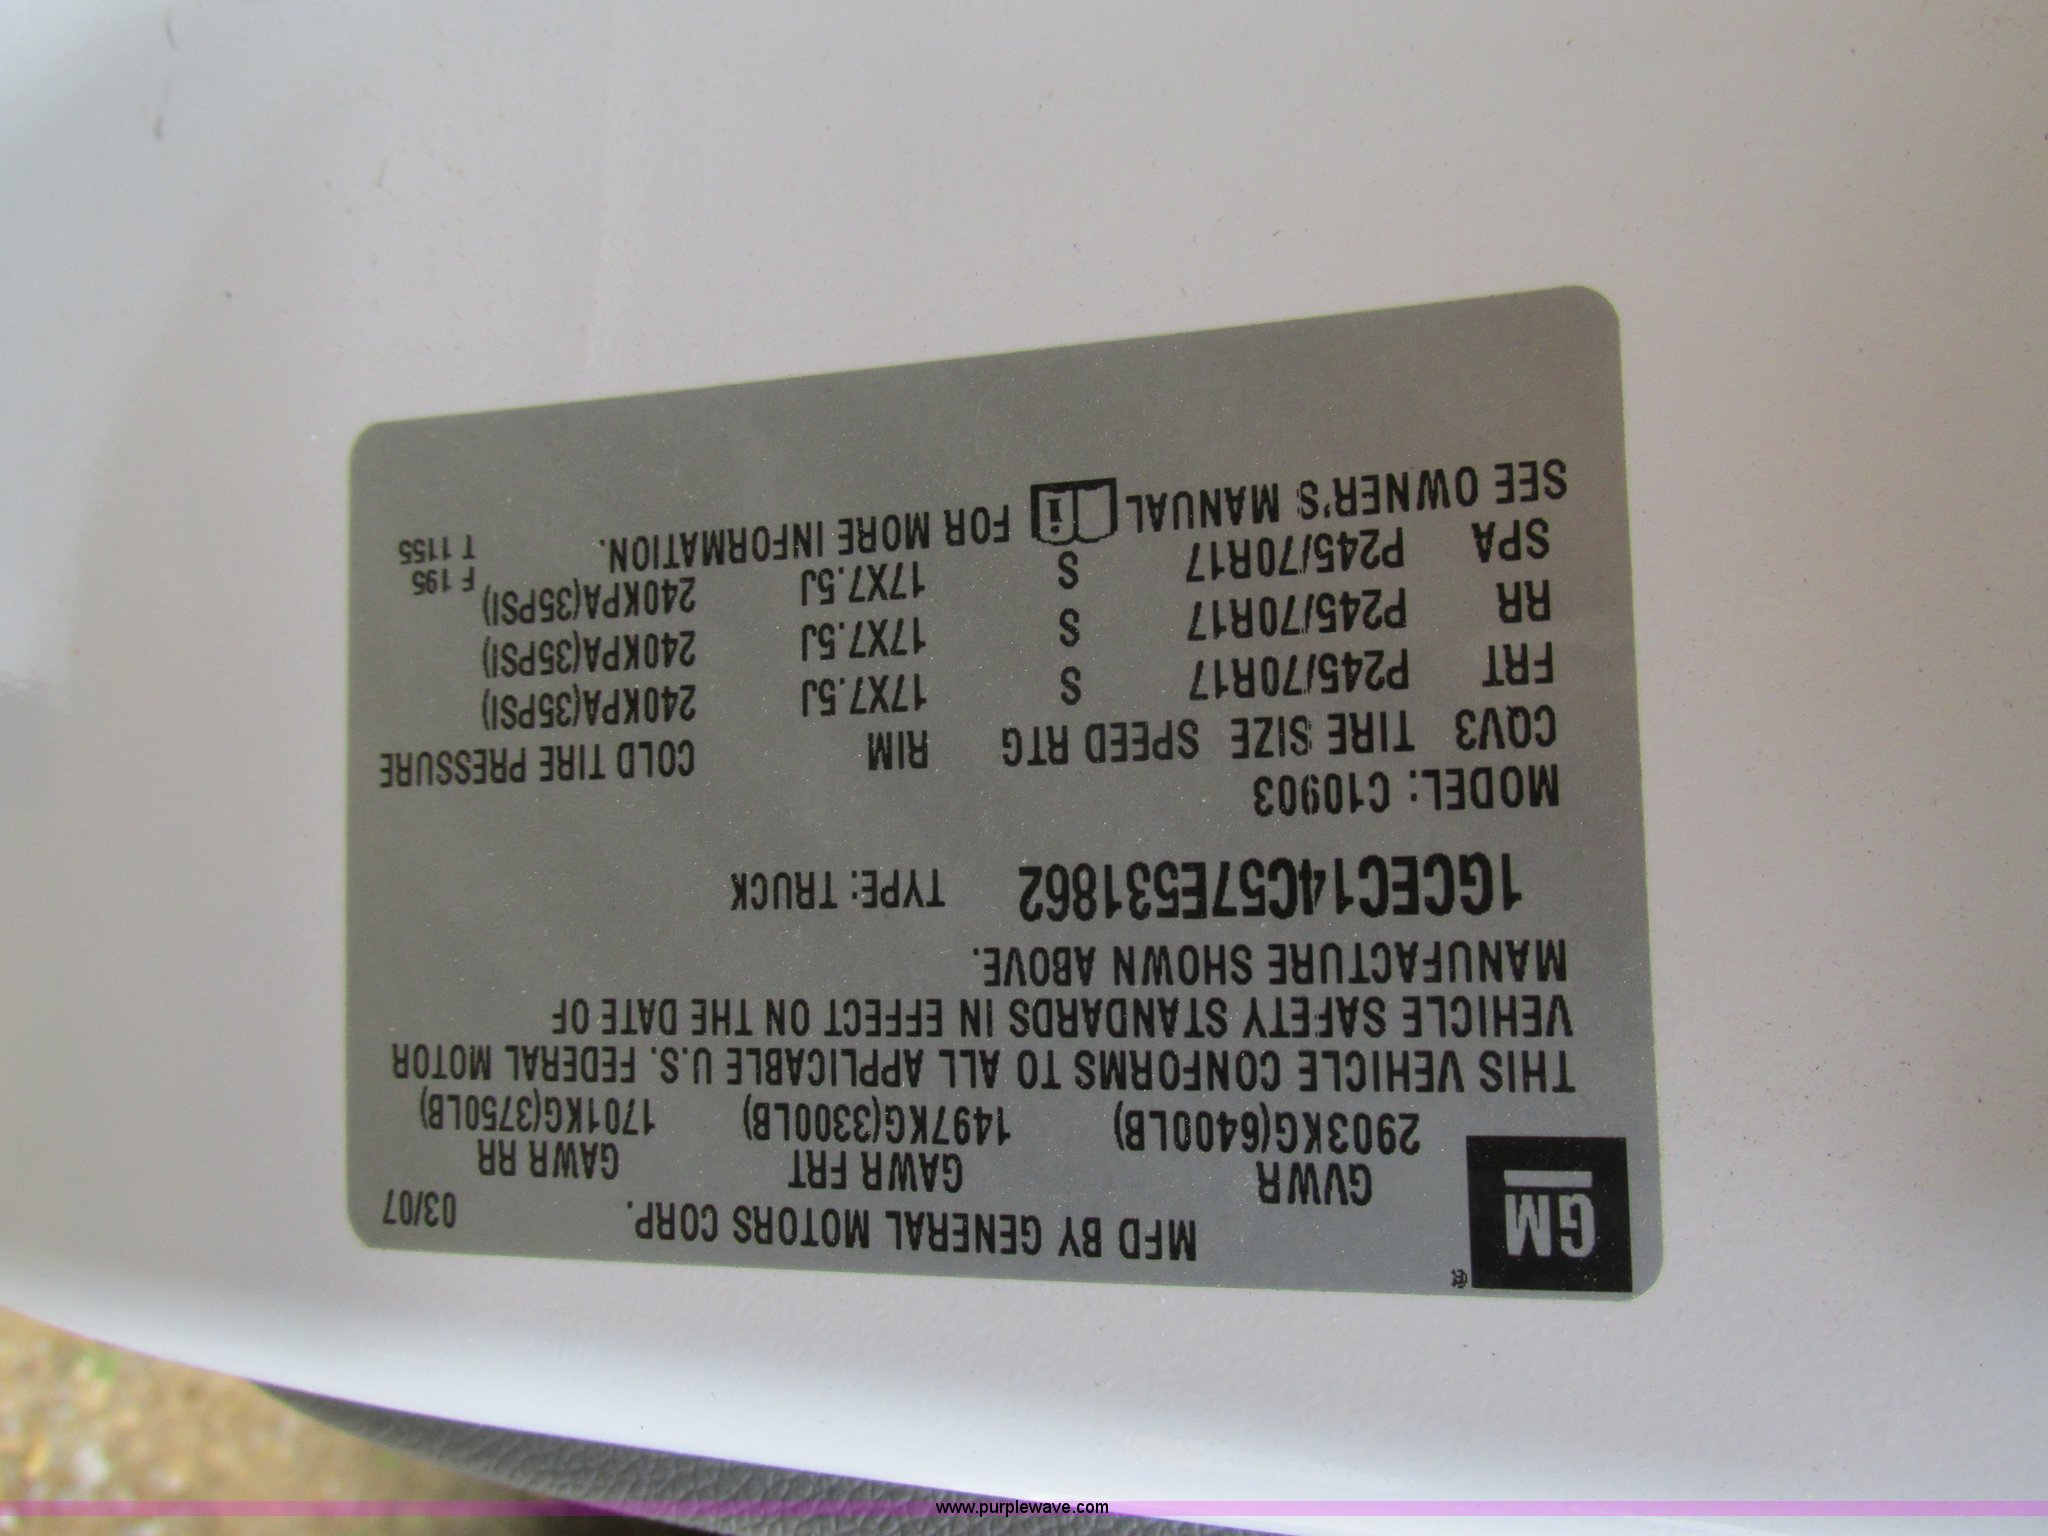 GM
MFD BY GENERAL MOTORS CORP. 03/07
GVWR GAWR FRT GAWR RR
2903KG(6400LB) 1497KG(3300LB) 1701KG(3750LB)
THIS VEHICLE CONFORMS TO ALL APPLICABLE U.S. FEDERAL MOTOR
VEHICLE SAFETY STANDARDS IN EFFECT ON THE DATE OF
MANUFACTURE SHOWN ABOVE.
1GCEC14C57E531862 TYPE: TRUCK
MODEL: C10903
CQV3 TIRE SIZE SPEED RTG RIM COLD TIRE PRESSURE
FRT P245/70R17 S 17X7.5J 240KPA(35PSI)
RR P245/70R17 S 17X7.5J 240KPA(35PSI)
SPA P245/70R17 S 17X7.5J 240KPA(35PSI) F 195
SEE OWNER'S MANUAL i FOR MORE INFORMATION. T 1155
www.purplewave.com